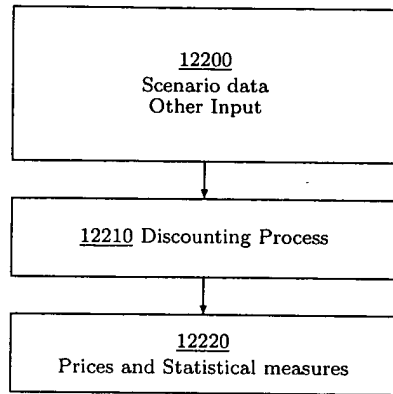 12200
Scenario data
Other Input
12210 Discounting Process
12220
Prices and Statistical measures